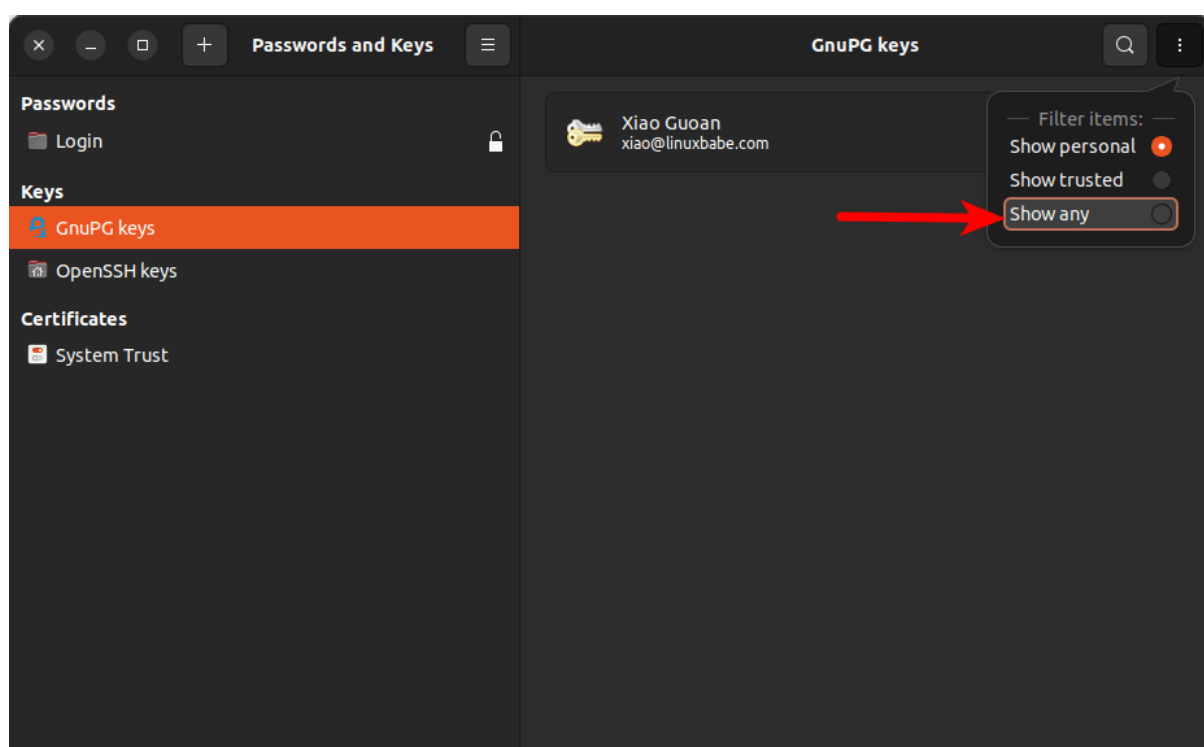 Passwords and Keys
GnuPG keys
Passwords
Login
Keys
GnuPG keys
OpenSSH keys
Certificates
System Trust
Xiao Guoan
xiao@linuxbabe.com
Filter items:
Show personal
Show trusted
Show any